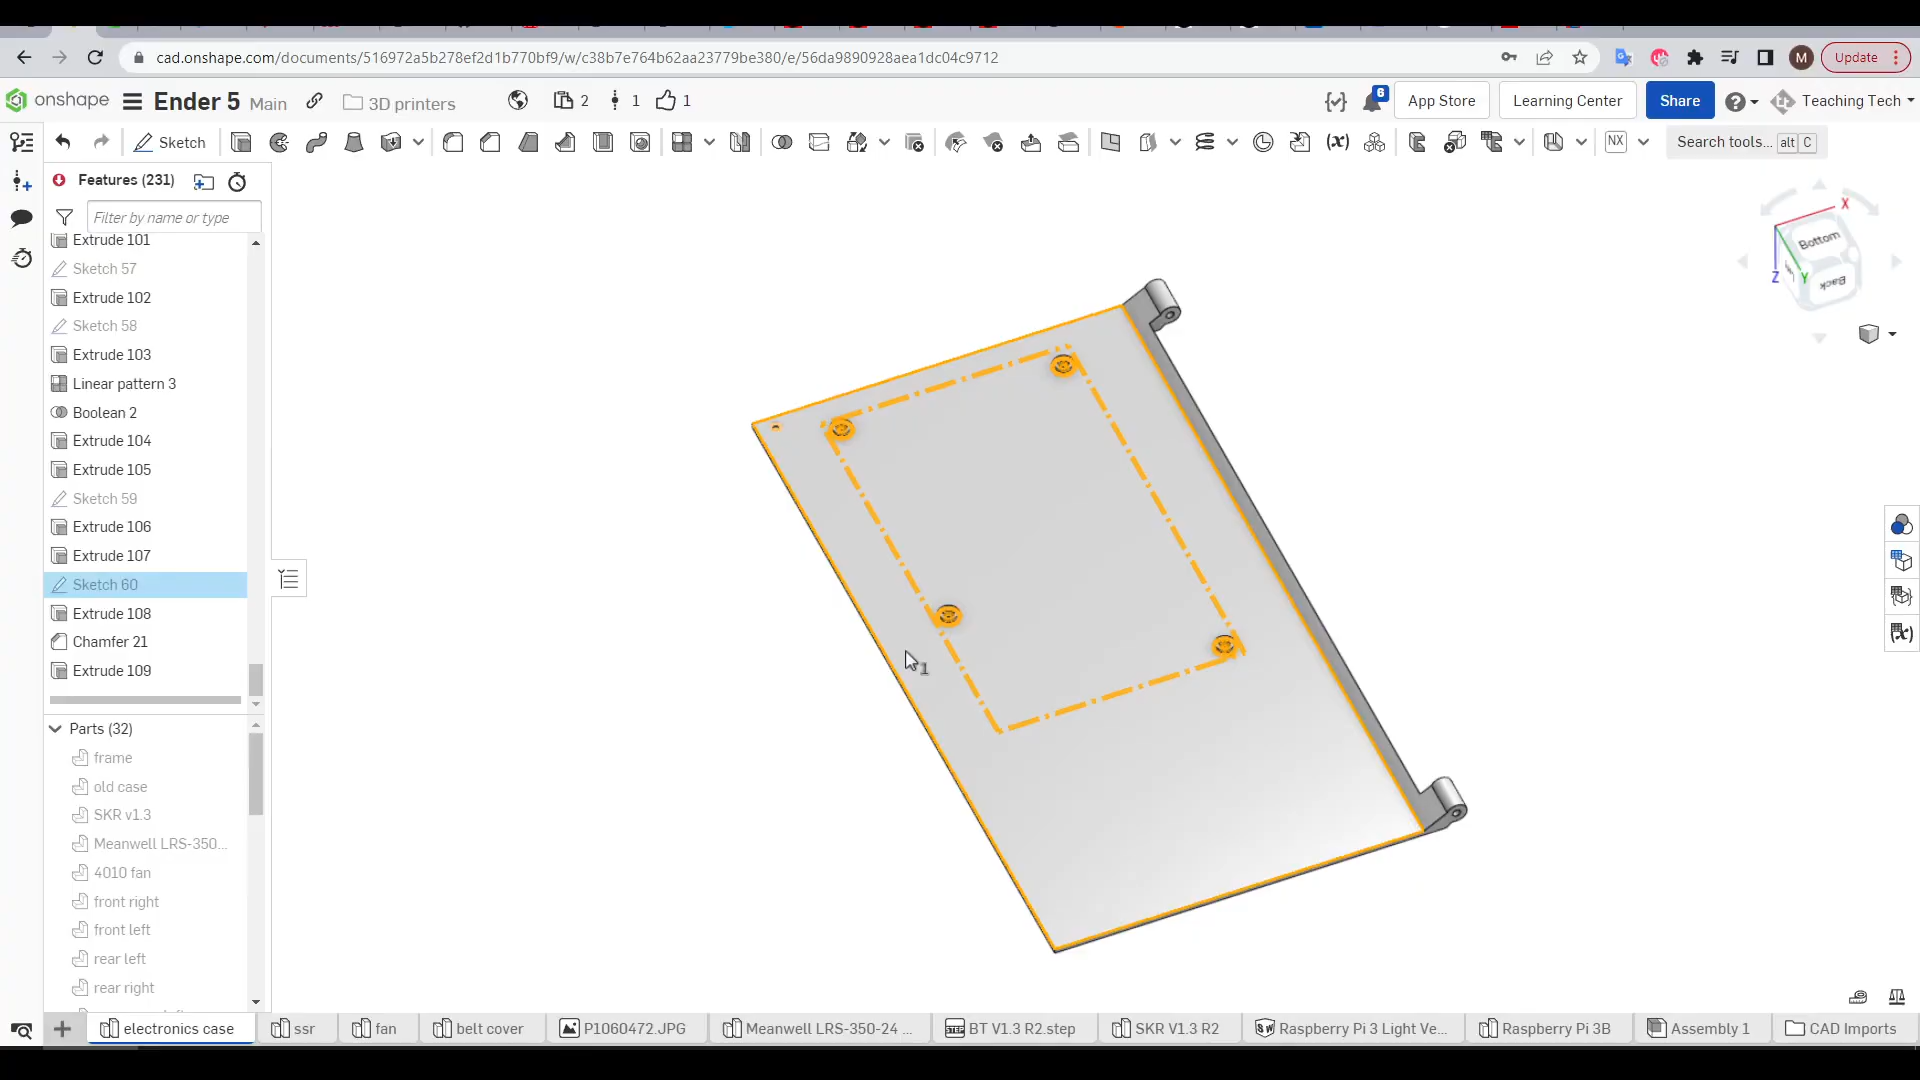 cad.onshape.com/documents/516972a5b278ef2d1b770bf9/w/c38b7e764b62aa23779be380/e/56da9890928aea1dc04c9712
M
Update
onshape
Ender 5 Main
3D printers
2
1
1
6
App Store
Learning Center
Share
Teaching Tech
Sketch
NX
Search tools... alt C
Features (231)
Filter by name or type
Extrude 101
Sketch 57
Extrude 102
Sketch 58
Extrude 103
Linear pattern 3
Boolean 2
Extrude 104
Extrude 105
Sketch 59
Extrude 106
Extrude 107
Sketch 60
Extrude 108
Chamfer 21
Extrude 109
Parts (32)
frame
old case
SKR v1.3
Meanwell LRS-350...
4010 fan
front right
front left
rear left
rear right
1
X
Bottom
Z
Y
Back
electronics case
ssr
fan
belt cover
P1060472.JPG
Meanwell LRS-350-24 ...
BT V1.3 R2.step
SKR V1.3 R2
Raspberry Pi 3 Light Ve...
Raspberry Pi 3B
Assembly 1
CAD Imports